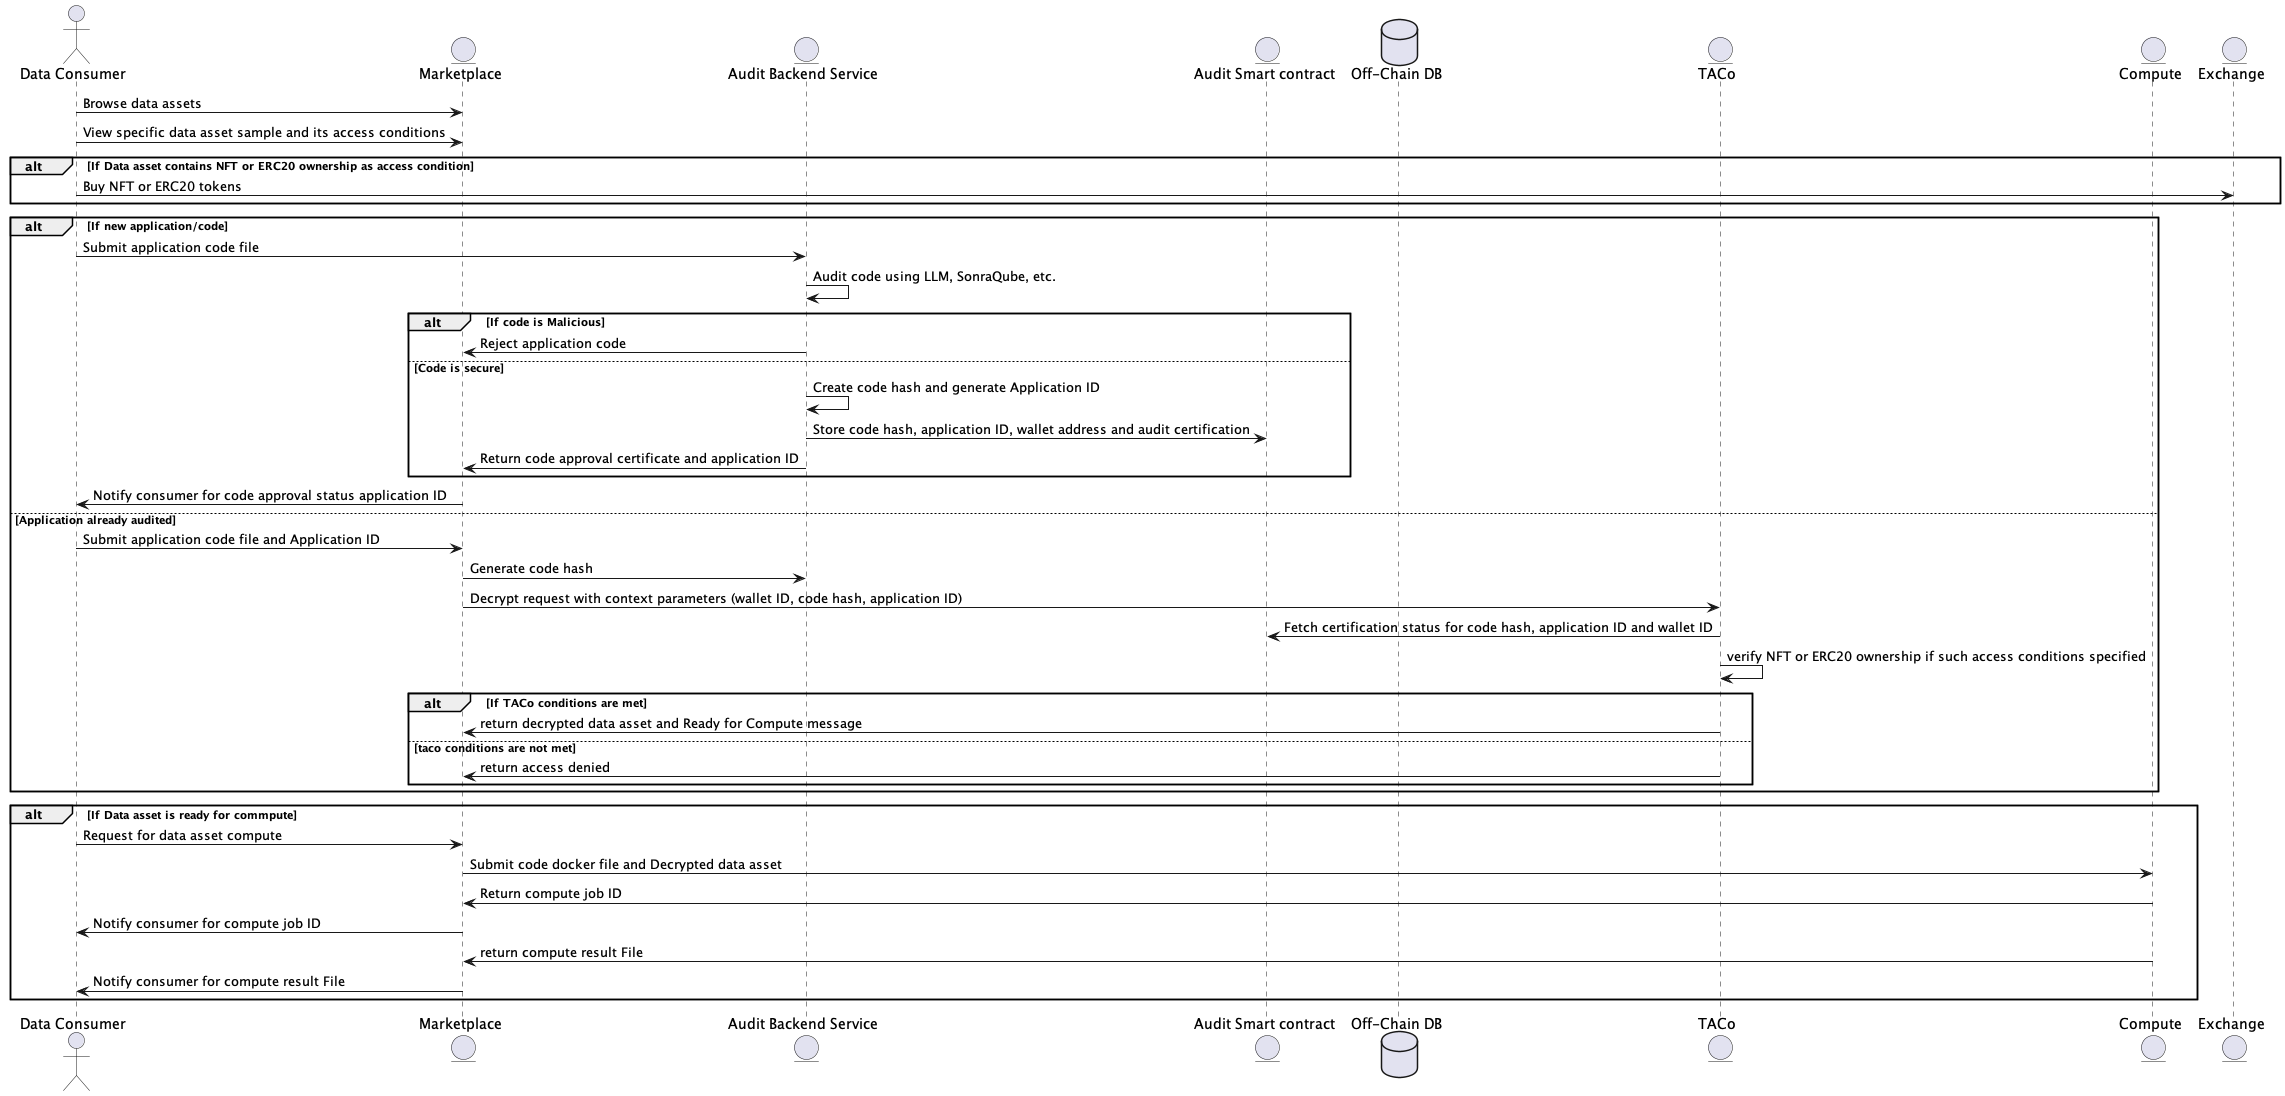 Data Consumer
Marketplace
Audit Backend Service
Audit Smart contract
Off-Chain DB
TACo
Compute
Exchange
Browse data assets
View specific data asset sample and its access conditions
alt
[If Data asset contains NFT or ERC20 ownership as access condition]
Buy NFT or ERC20 tokens
alt
[If new application/code]
Submit application code file
Audit code using LLM, SonraQube, etc.
alt
[If code is Malicious]
Reject application code
[Code is secure]
Create code hash and generate Application ID
Store code hash, application ID, wallet address and audit certification
Return code approval certificate and application ID
Notify consumer for code approval status application ID
[Application already audited]
Submit application code file and Application ID
Generate code hash
Decrypt request with context parameters (wallet ID, code hash, application ID)
Fetch certification status for code hash, application ID and wallet ID
verify NFT or ERC20 ownership if such access conditions specified
alt
[If TACo conditions are met]
return decrypted data asset and Ready for Compute message
[taco conditions are not met]
return access denied
alt
[If Data asset is ready for commpute]
Request for data asset compute
Submit code docker file and Decrypted data asset
Return compute job ID
Notify consumer for compute job ID
return compute result File
Notify consumer for compute result File
Data Consumer
Marketplace
Audit Backend Service
Audit Smart contract
Off-Chain DB
TACo
Compute
Exchange